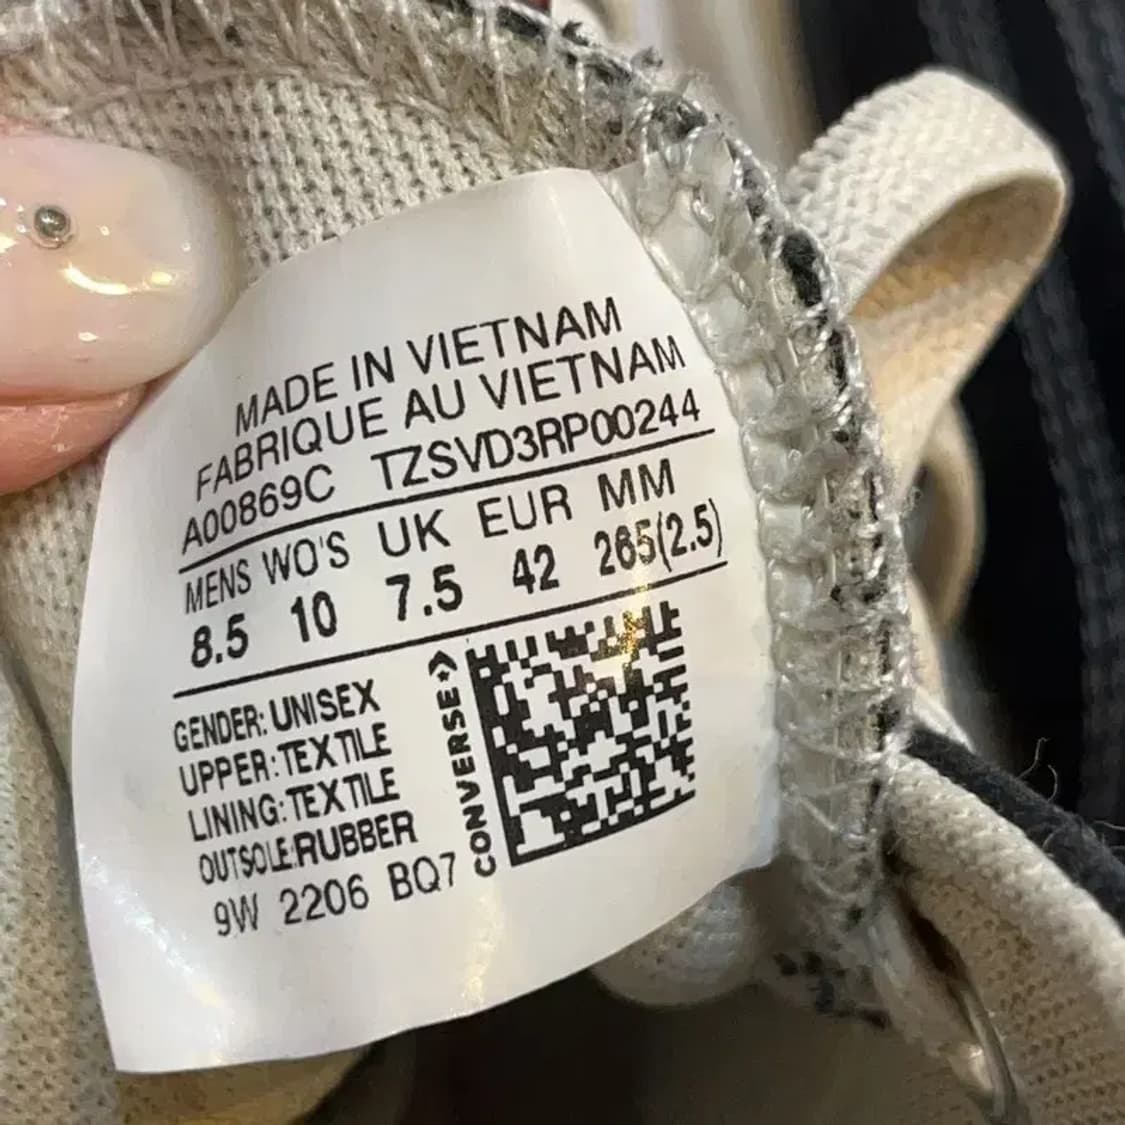 MADE IN VIETNAM
FABRIQUE AU VIETNAM
A00869C TZSVD3RP00244
MENS WO'S UK EUR MM
8.5 10 7.5 42 265(2.5)
GENDER: UNISEX
UPPER: TEXTILE
LINING: TEXTILE
OUTSOLE: RUBBER
9W 2206 BQ7
CONVERSE